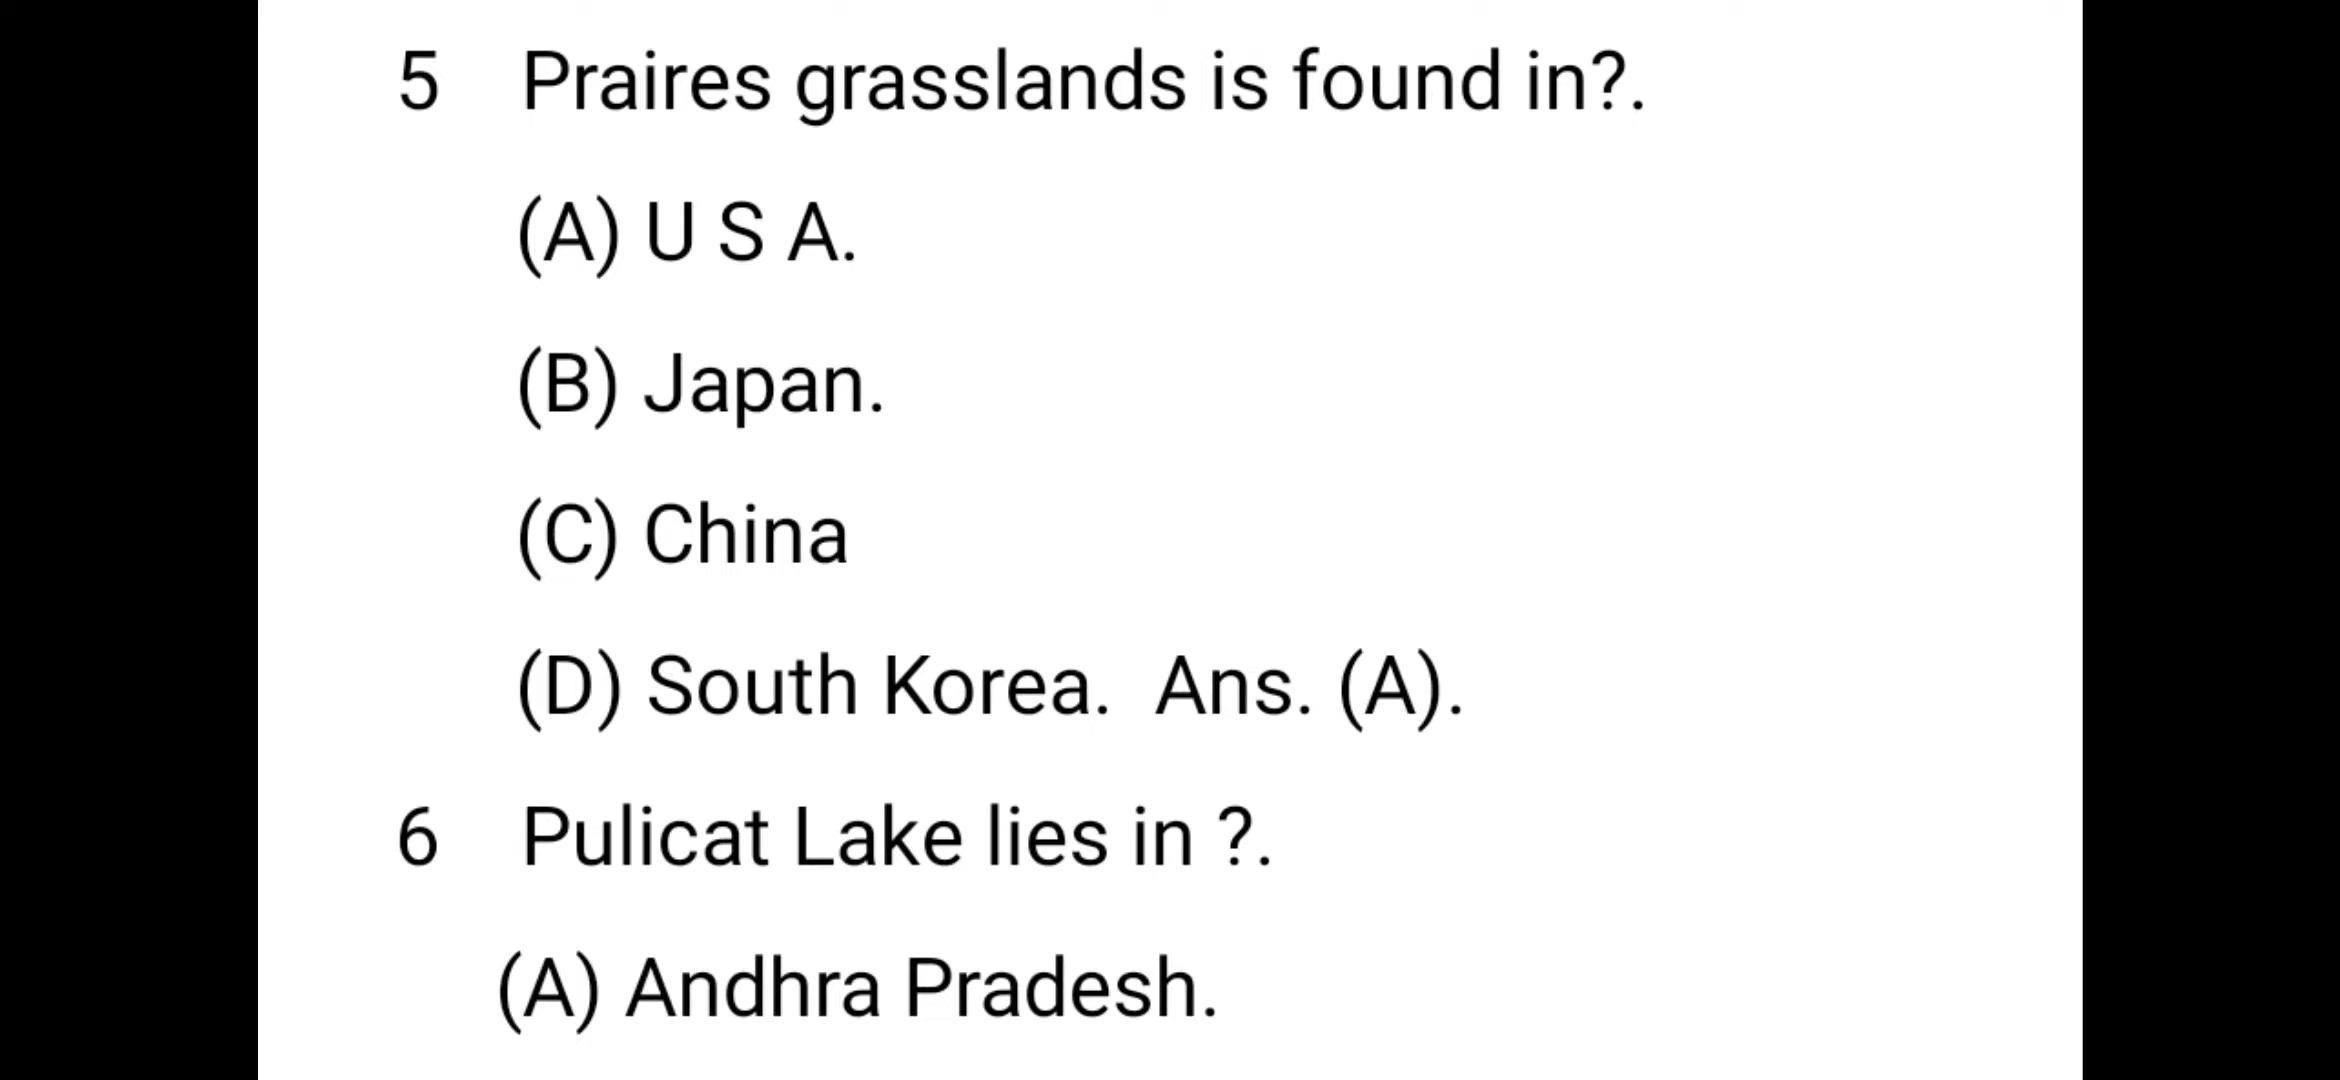 5 Praires grasslands is found in?.
(A) U S A.
(B) Japan.
(C) China
(D) South Korea. Ans. (A).
6 Pulicat Lake lies in ?.
(A) Andhra Pradesh.